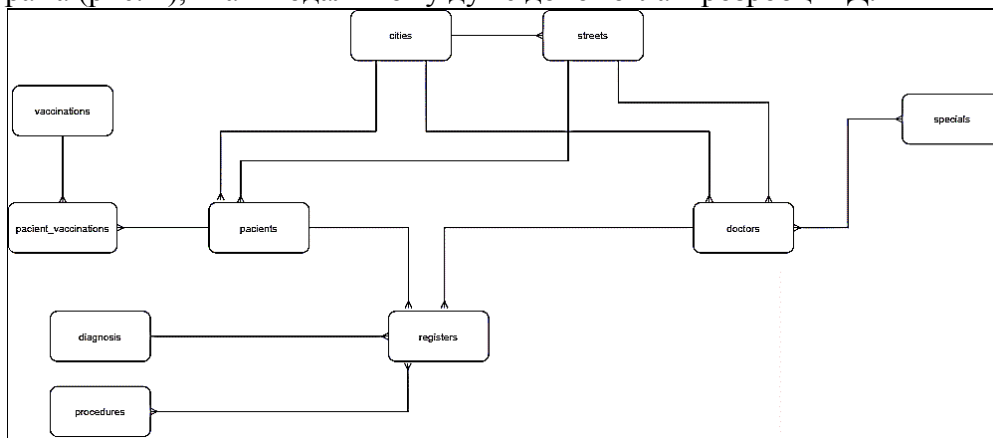 cities
streets
vaccinations
specials
pacient_vaccinations
pacients
doctors
diagnosis
registers
procedures